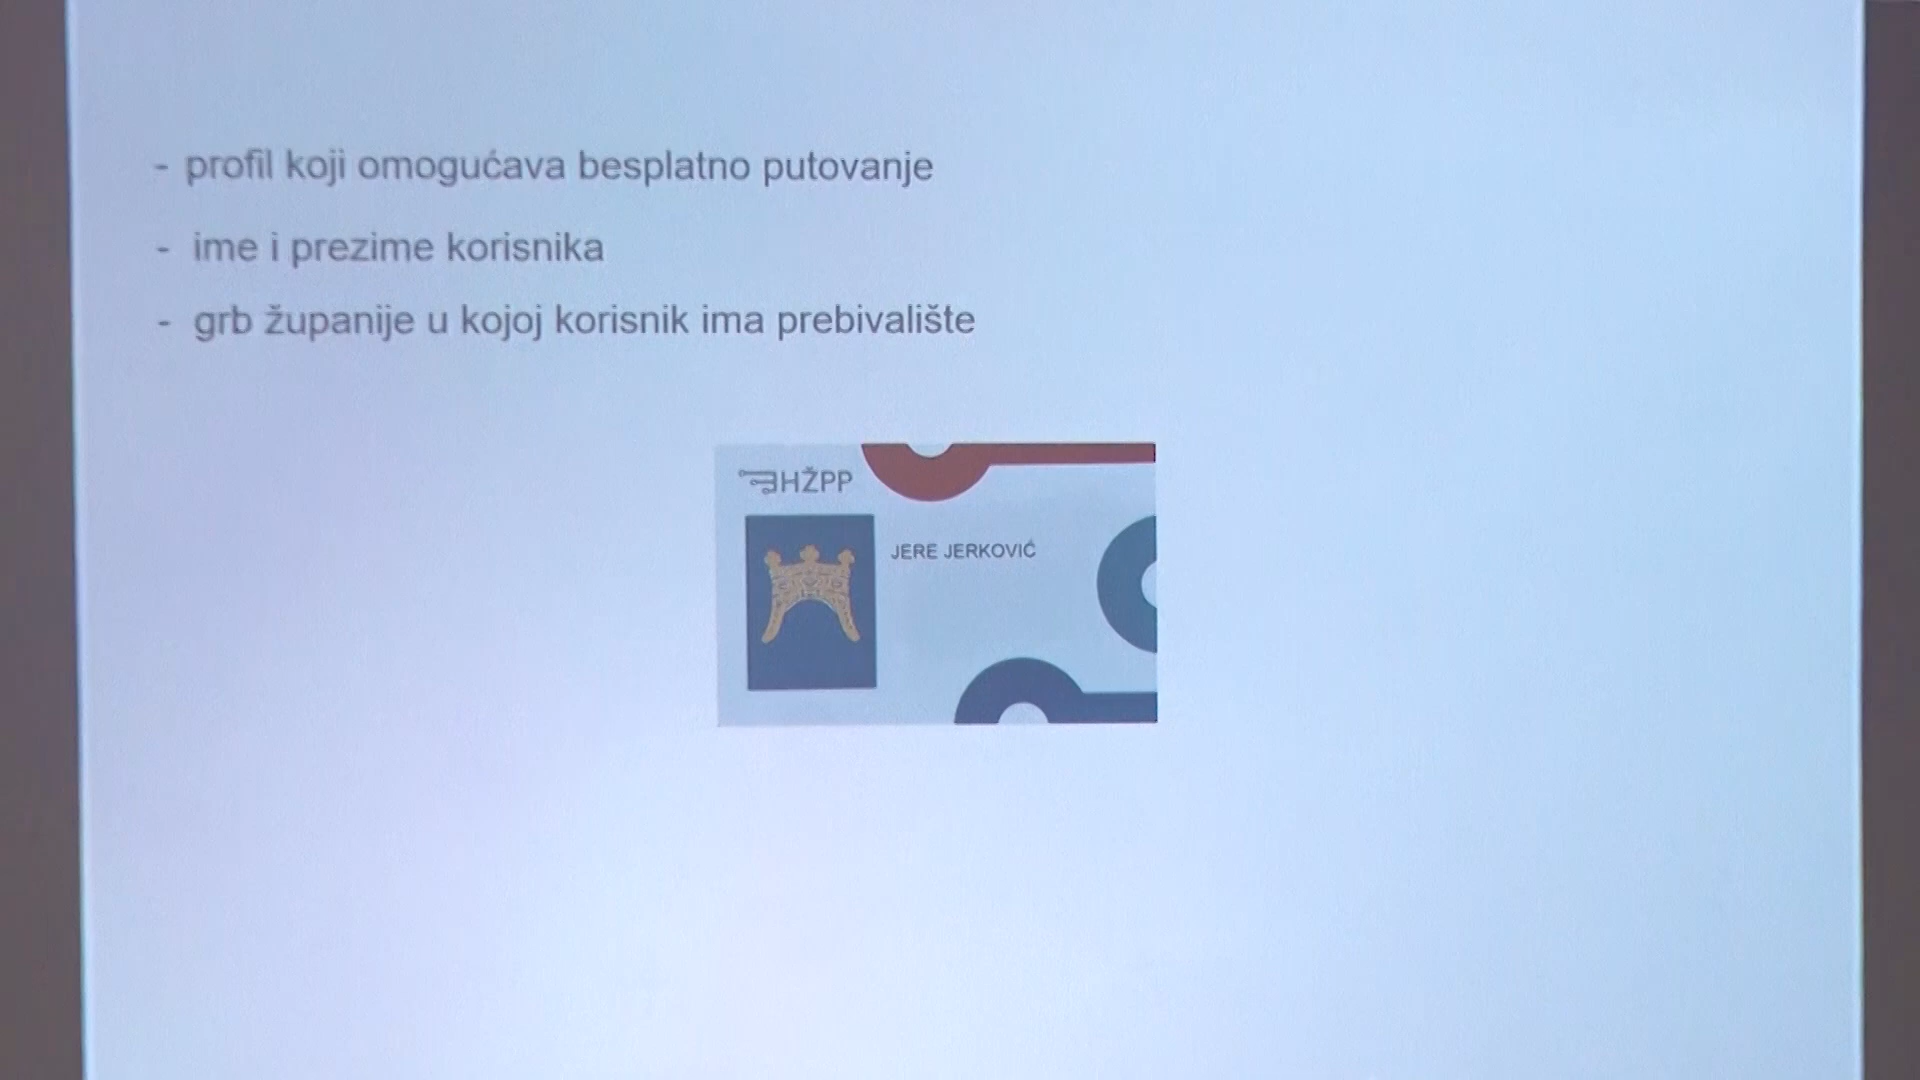 - profil koji omogućava besplatno putovanje
- ime i prezime korisnika
- grb županije u kojoj korisnik ima prebivalište
HŽPP
JERE JERKOVIĆ